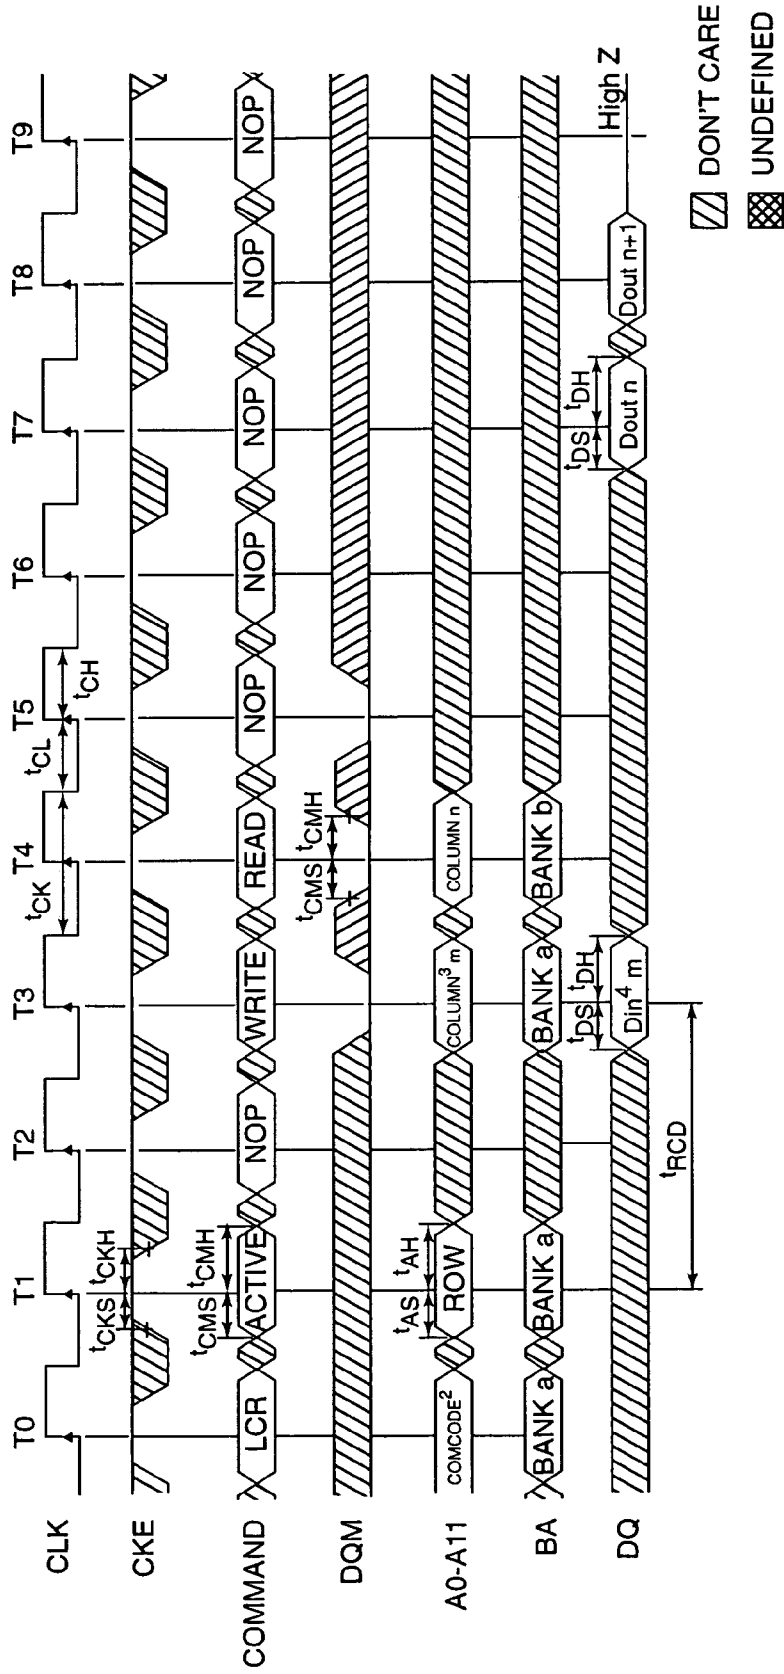 T0 T1 T2 T3 T4 T5 T6 T7 T8 T9
CLK
tCK tCL tCH
CKE
tCKS tCKH
COMMAND
LCR ACTIVE NOP WRITE READ NOP NOP NOP NOP NOP
tCMS tCMH
DQM
tCMS tCMH
A0-A11
COMCODE2 ROW COLUMN3 m COLUMN n
tAS tAH
BA
BANK a BANK a BANK a BANK b
DQ
tDS tDH tDS tDH
Din4 m Dout n Dout n+1 High Z
tRCD
DON'T CARE
UNDEFINED